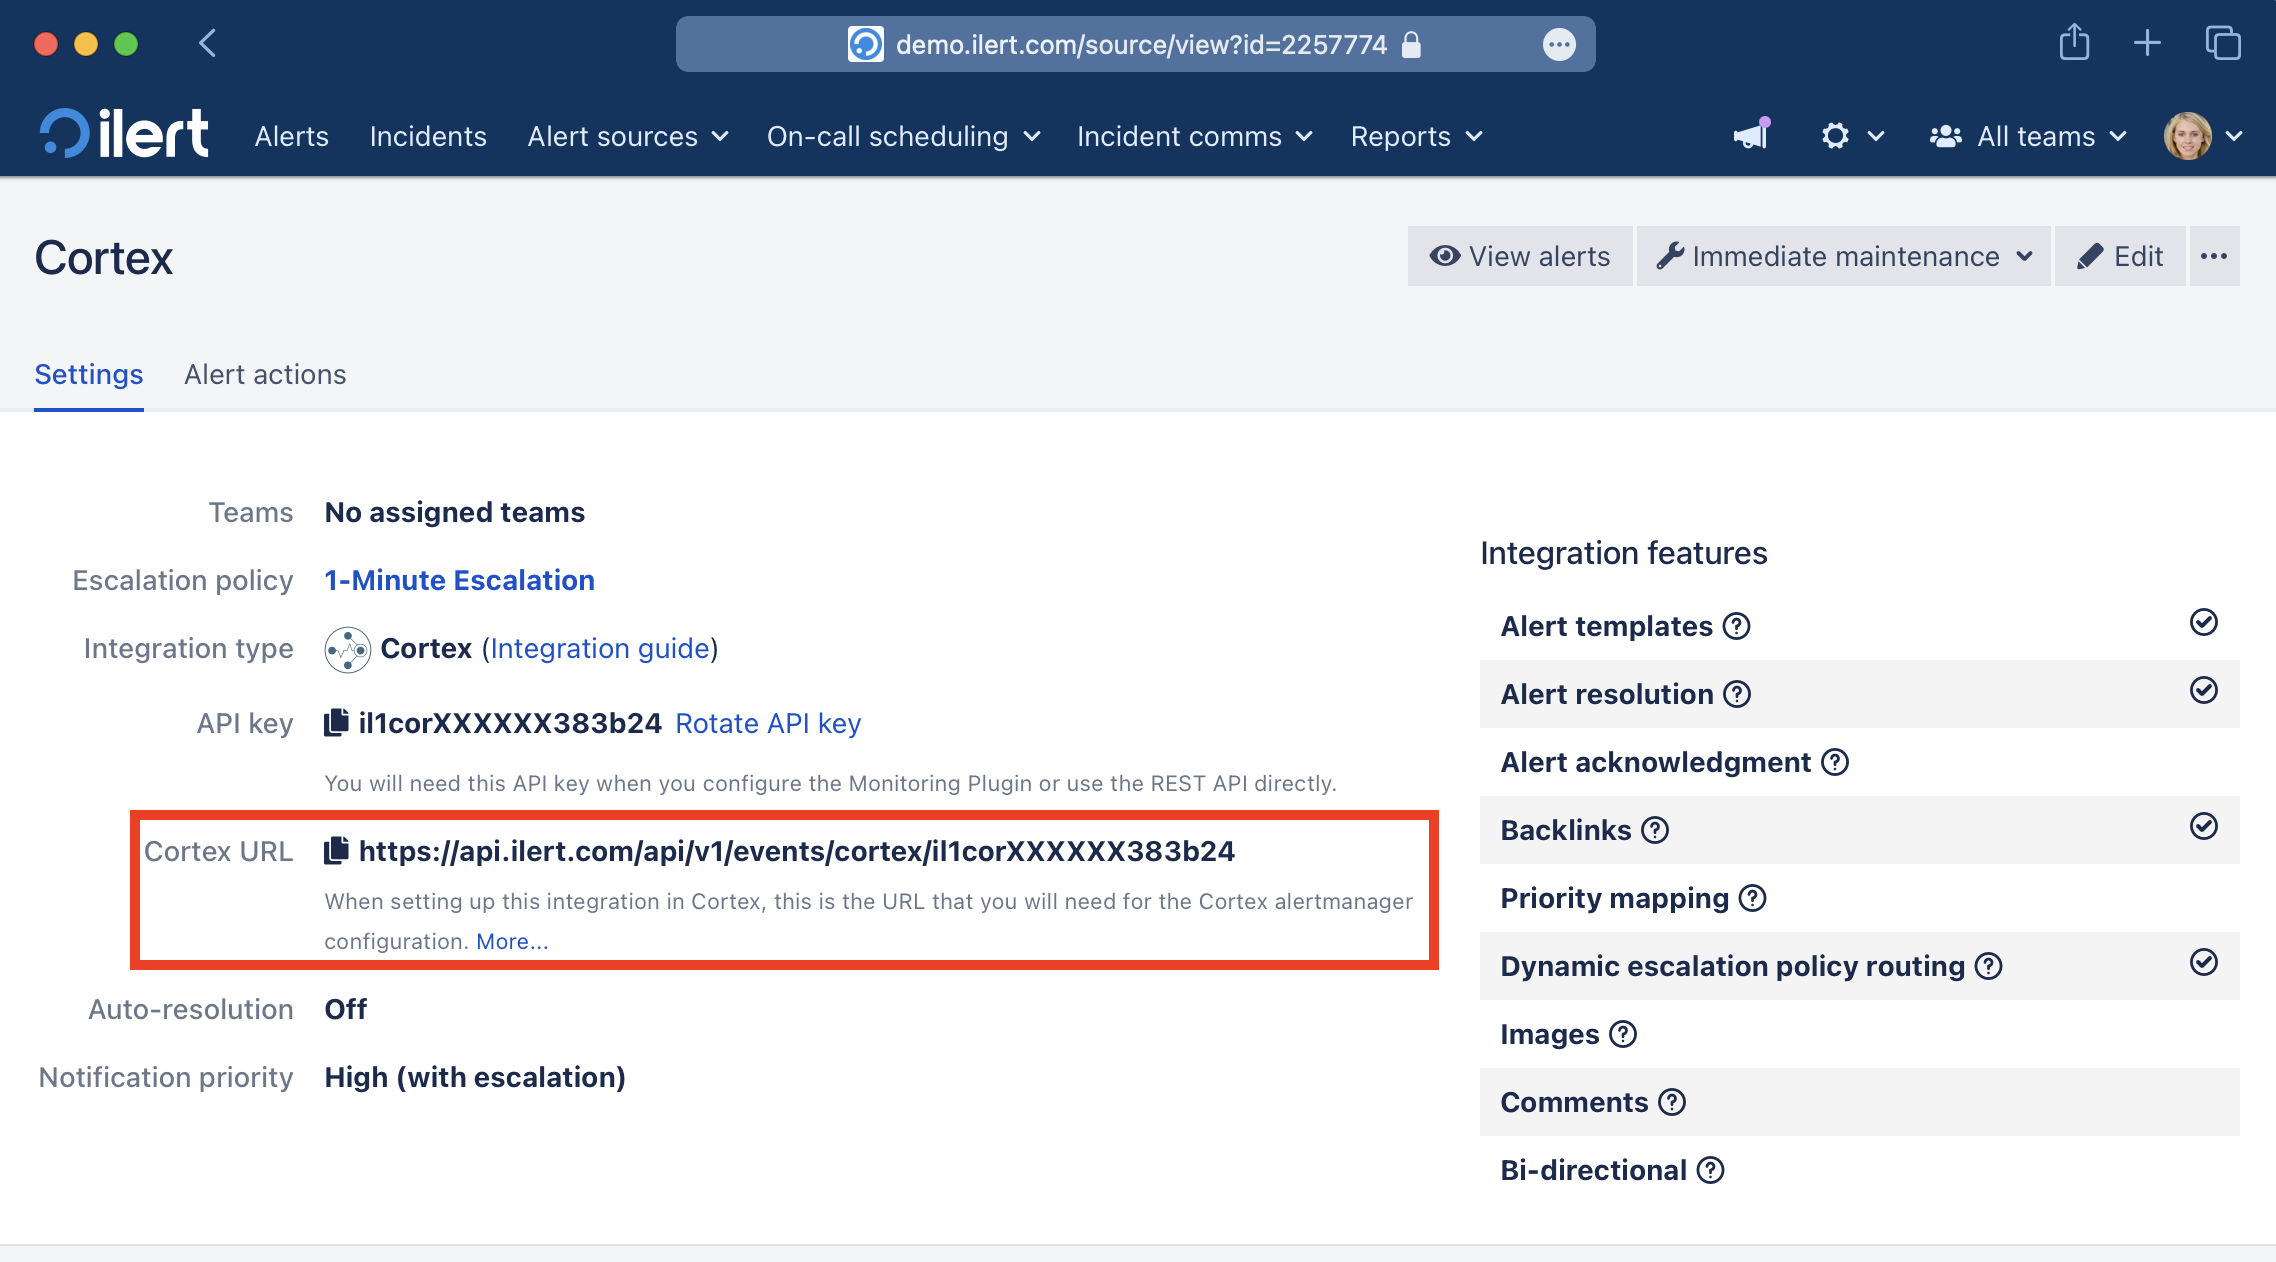 demo.ilert.com/source/view?id=2257774
ilert Alerts Incidents Alert sources On-call scheduling Incident comms Reports All teams
Cortex
View alerts Immediate maintenance Edit
Settings Alert actions
Teams No assigned teams
Escalation policy 1-Minute Escalation
Integration type Cortex (Integration guide)
API key il1corXXXXXX383b24 Rotate API key
You will need this API key when you configure the Monitoring Plugin or use the REST API directly.
Cortex URL https://api.ilert.com/api/v1/events/cortex/il1corXXXXXX383b24
When setting up this integration in Cortex, this is the URL that you will need for the Cortex alertmanager
configuration. More...
Auto-resolution Off
Notification priority High (with escalation)
Integration features
Alert templates
Alert resolution
Alert acknowledgment
Backlinks
Priority mapping
Dynamic escalation policy routing
Images
Comments
Bi-directional